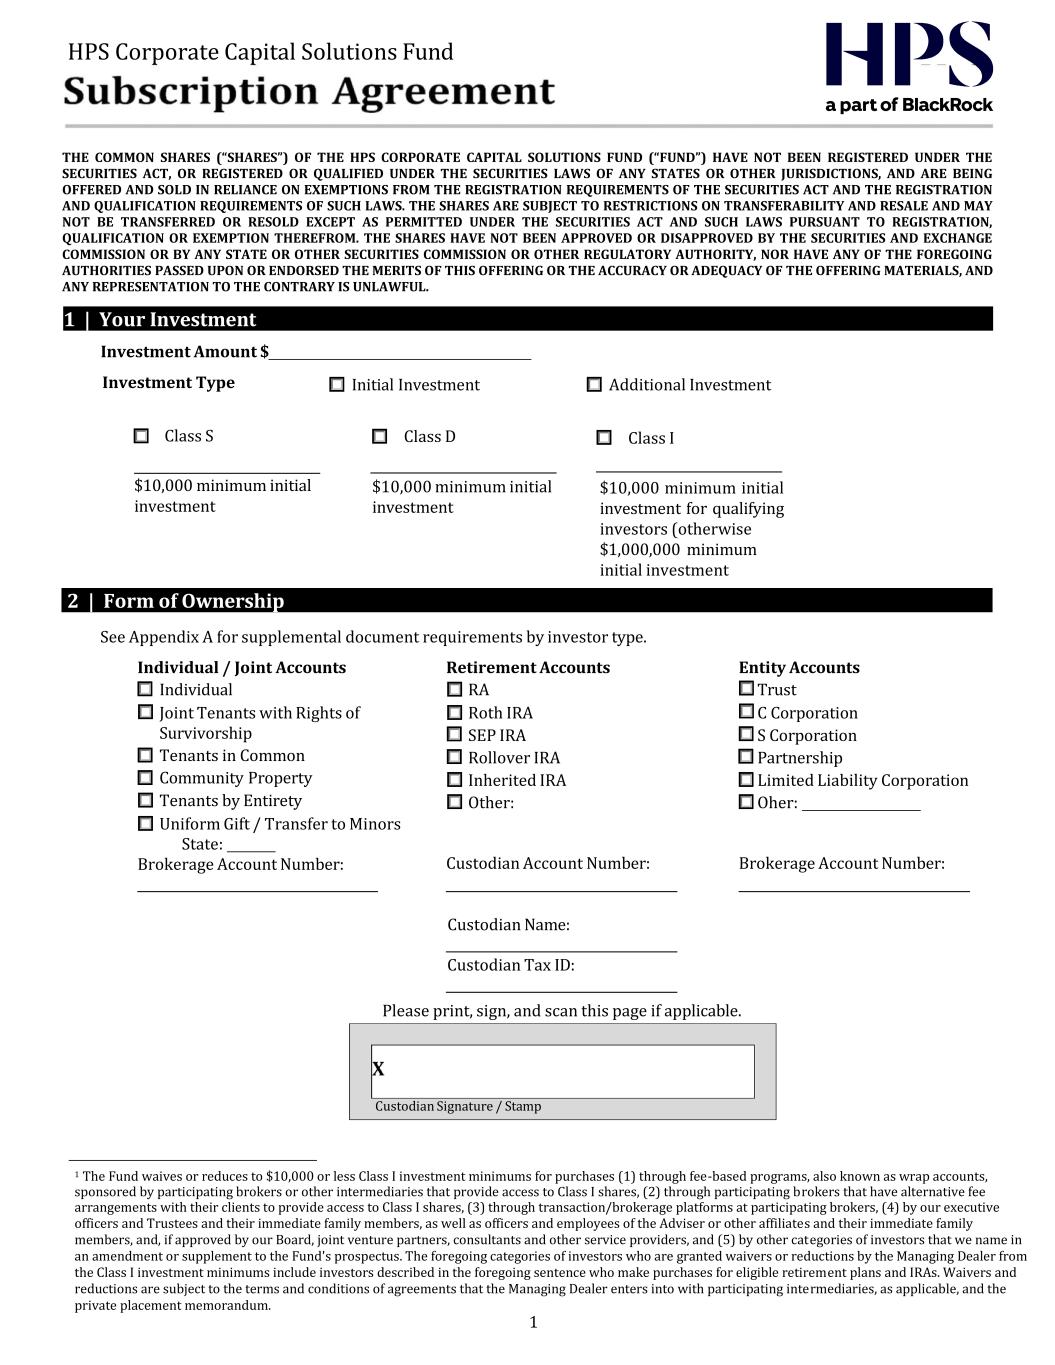 HPS Corporate Capital Solutions Fund
Subscription Agreement
HPS
a part of BlackRock
THE COMMON SHARES (“SHARES”) OF THE HPS CORPORATE CAPITAL SOLUTIONS FUND (“FUND”) HAVE NOT BEEN REGISTERED UNDER THE
SECURITIES ACT, OR REGISTERED OR QUALIFIED UNDER THE SECURITIES LAWS OF ANY STATES OR OTHER JURISDICTIONS, AND ARE BEING
OFFERED AND SOLD IN RELIANCE ON EXEMPTIONS FROM THE REGISTRATION REQUIREMENTS OF THE SECURITIES ACT AND THE REGISTRATION
AND QUALIFICATION REQUIREMENTS OF SUCH LAWS. THE SHARES ARE SUBJECT TO RESTRICTIONS ON TRANSFERABILITY AND RESALE AND MAY
NOT BE TRANSFERRED OR RESOLD EXCEPT AS PERMITTED UNDER THE SECURITIES ACT AND SUCH LAWS PURSUANT TO REGISTRATION,
QUALIFICATION OR EXEMPTION THEREFROM. THE SHARES HAVE NOT BEEN APPROVED OR DISAPPROVED BY THE SECURITIES AND EXCHANGE
COMMISSION OR BY ANY STATE OR OTHER SECURITIES COMMISSION OR OTHER REGULATORY AUTHORITY, NOR HAVE ANY OF THE FOREGOING
AUTHORITIES PASSED UPON OR ENDORSED THE MERITS OF THIS OFFERING OR THE ACCURACY OR ADEQUACY OF THE OFFERING MATERIALS, AND
ANY REPRESENTATION TO THE CONTRARY IS UNLAWFUL.
1 | Your Investment
Investment Amount $
Investment Type
Initial Investment
Additional Investment
Class S
Class D
Class I
$10,000 minimum initial
investment
$10,000 minimum initial
investment
$10,000 minimum initial
investment for qualifying
investors (otherwise
$1,000,000 minimum
initial investment
2 | Form of Ownership
See Appendix A for supplemental document requirements by investor type.
Individual / Joint Accounts
Individual
Joint Tenants with Rights of
Survivorship
Tenants in Common
Community Property
Tenants by Entirety
Uniform Gift / Transfer to Minors
State:
Brokerage Account Number:
Retirement Accounts
RA
Roth IRA
SEP IRA
Rollover IRA
Inherited IRA
Other:
Custodian Account Number:
Custodian Name:
Custodian Tax ID:
Entity Accounts
Trust
C Corporation
S Corporation
Partnership
Limited Liability Corporation
Oher:
Brokerage Account Number:
Please print, sign, and scan this page if applicable.
X
Custodian Signature / Stamp
1 The Fund waives or reduces to $10,000 or less Class I investment minimums for purchases (1) through fee-based programs, also known as wrap accounts,
sponsored by participating brokers or other intermediaries that provide access to Class I shares, (2) through participating brokers that have alternative fee
arrangements with their clients to provide access to Class I shares, (3) through transaction/brokerage platforms at participating brokers, (4) by our executive
officers and Trustees and their immediate family members, as well as officers and employees of the Adviser or other affiliates and their immediate family
members, and, if approved by our Board, joint venture partners, consultants and other service providers, and (5) by other categories of investors that we name in
an amendment or supplement to the Fund's prospectus. The foregoing categories of investors who are granted waivers or reductions by the Managing Dealer from
the Class I investment minimums include investors described in the foregoing sentence who make purchases for eligible retirement plans and IRAs. Waivers and
reductions are subject to the terms and conditions of agreements that the Managing Dealer enters into with participating intermediaries, as applicable, and the
private placement memorandum.
1